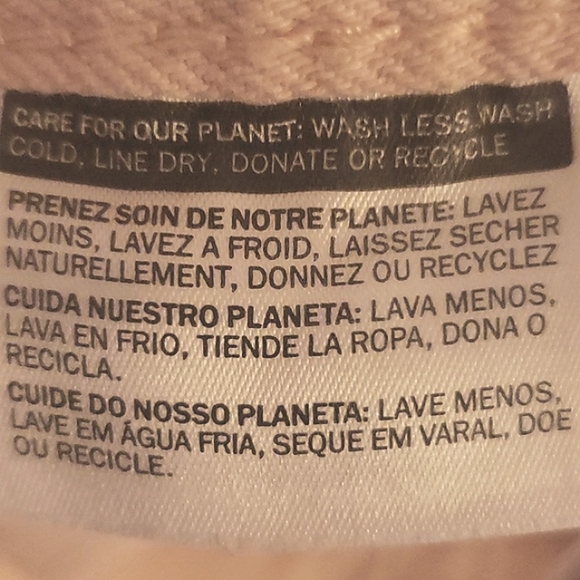 CARE FOR OUR PLANET: WASH LESS, WASH
COLD, LINE DRY, DONATE OR RECYCLE
PRENEZ SOIN DE NOTRE PLANETE: LAVEZ
MOINS, LAVEZ A FROID, LAISSEZ SECHER
NATURELLEMENT, DONNEZ OU RECYCLEZ
CUIDA NUESTRO PLANETA: LAVA MENOS,
LAVA EN FRIO, TIENDE LA ROPA, DONA O
RECICLA.
CUIDE DO NOSSO PLANETA: LAVE MENOS,
LAVE EM ÁGUA FRIA, SEQUE EM VARAL, DOE
OU RECICLE.